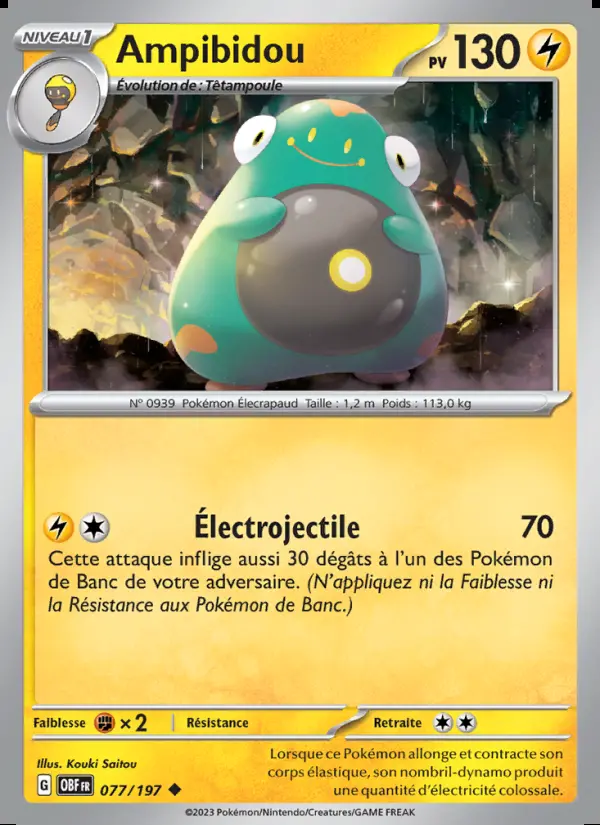 NIVEAU 1
Ampibidou
PV 130
Évolution de : Têtampoule
N° 0939 Pokémon Élecrapaud Taille : 1,2 m Poids : 113,0 kg
Électrojectile 70
Cette attaque inflige aussi 30 dégâts à l'un des Pokémon
de Banc de votre adversaire. (N'appliquez ni la Faiblesse ni
la Résistance aux Pokémon de Banc.)
Faiblesse ×2 Résistance Retraite
Illus. Kouki Saitou
Lorsque ce Pokémon allonge et contracte son
corps élastique, son nombril-dynamo produit
une quantité d'électricité colossale.
G OBF FR 077/197
©2023 Pokémon/Nintendo/Creatures/GAME FREAK